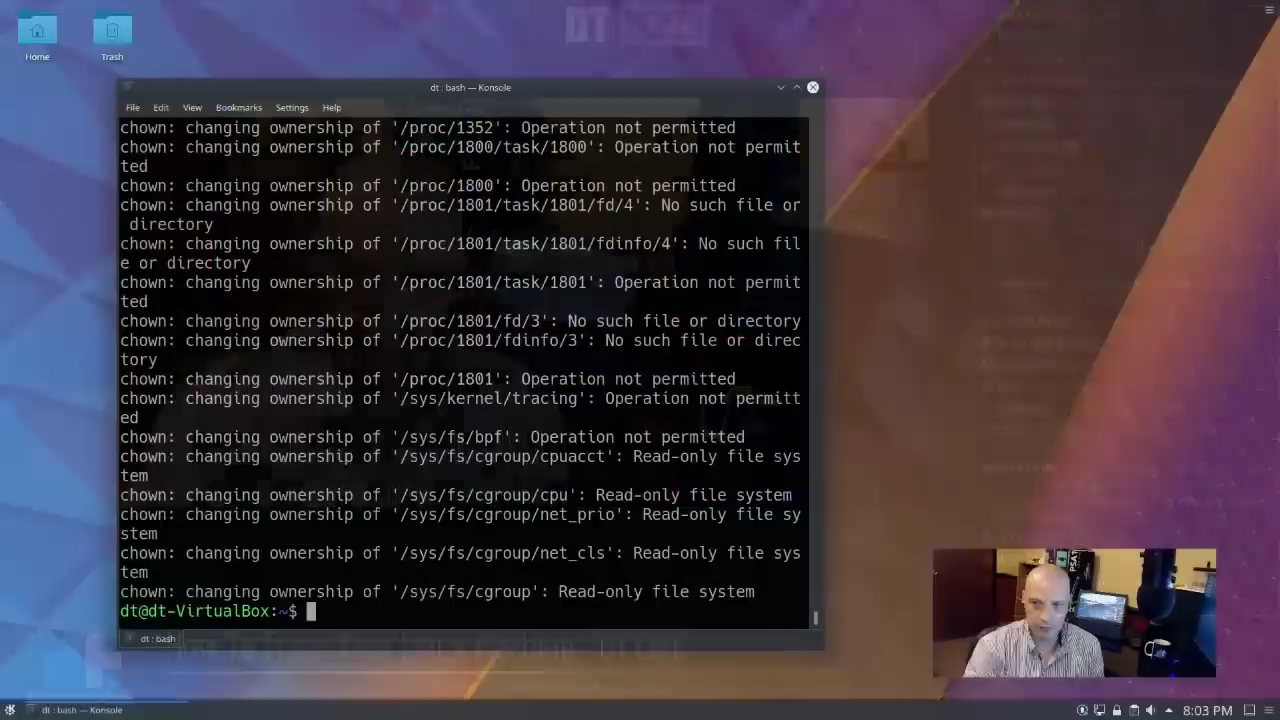 DT
Home
Trash
dt : bash — Konsole
File Edit View Bookmarks Settings Help
chown: changing ownership of '/proc/1352': Operation not permitted
chown: changing ownership of '/proc/1800/task/1800': Operation not permit
ted
chown: changing ownership of '/proc/1800': Operation not permitted
chown: changing ownership of '/proc/1801/task/1801/fd/4': No such file or
 directory
chown: changing ownership of '/proc/1801/task/1801/fdinfo/4': No such fil
e or directory
chown: changing ownership of '/proc/1801/task/1801': Operation not permit
ted
chown: changing ownership of '/proc/1801/fd/3': No such file or directory
chown: changing ownership of '/proc/1801/fdinfo/3': No such file or direc
tory
chown: changing ownership of '/proc/1801': Operation not permitted
chown: changing ownership of '/sys/kernel/tracing': Operation not permitt
ed
chown: changing ownership of '/sys/fs/bpf': Operation not permitted
chown: changing ownership of '/sys/fs/cgroup/cpuacct': Read-only file sys
tem
chown: changing ownership of '/sys/fs/cgroup/cpu': Read-only file system
chown: changing ownership of '/sys/fs/cgroup/net_prio': Read-only file sy
stem
chown: changing ownership of '/sys/fs/cgroup/net_cls': Read-only file sys
tem
chown: changing ownership of '/sys/fs/cgroup': Read-only file system
dt@dt-VirtualBox:~$
dt : bash
PSAT
dt : bash — Konsole
8:03 PM